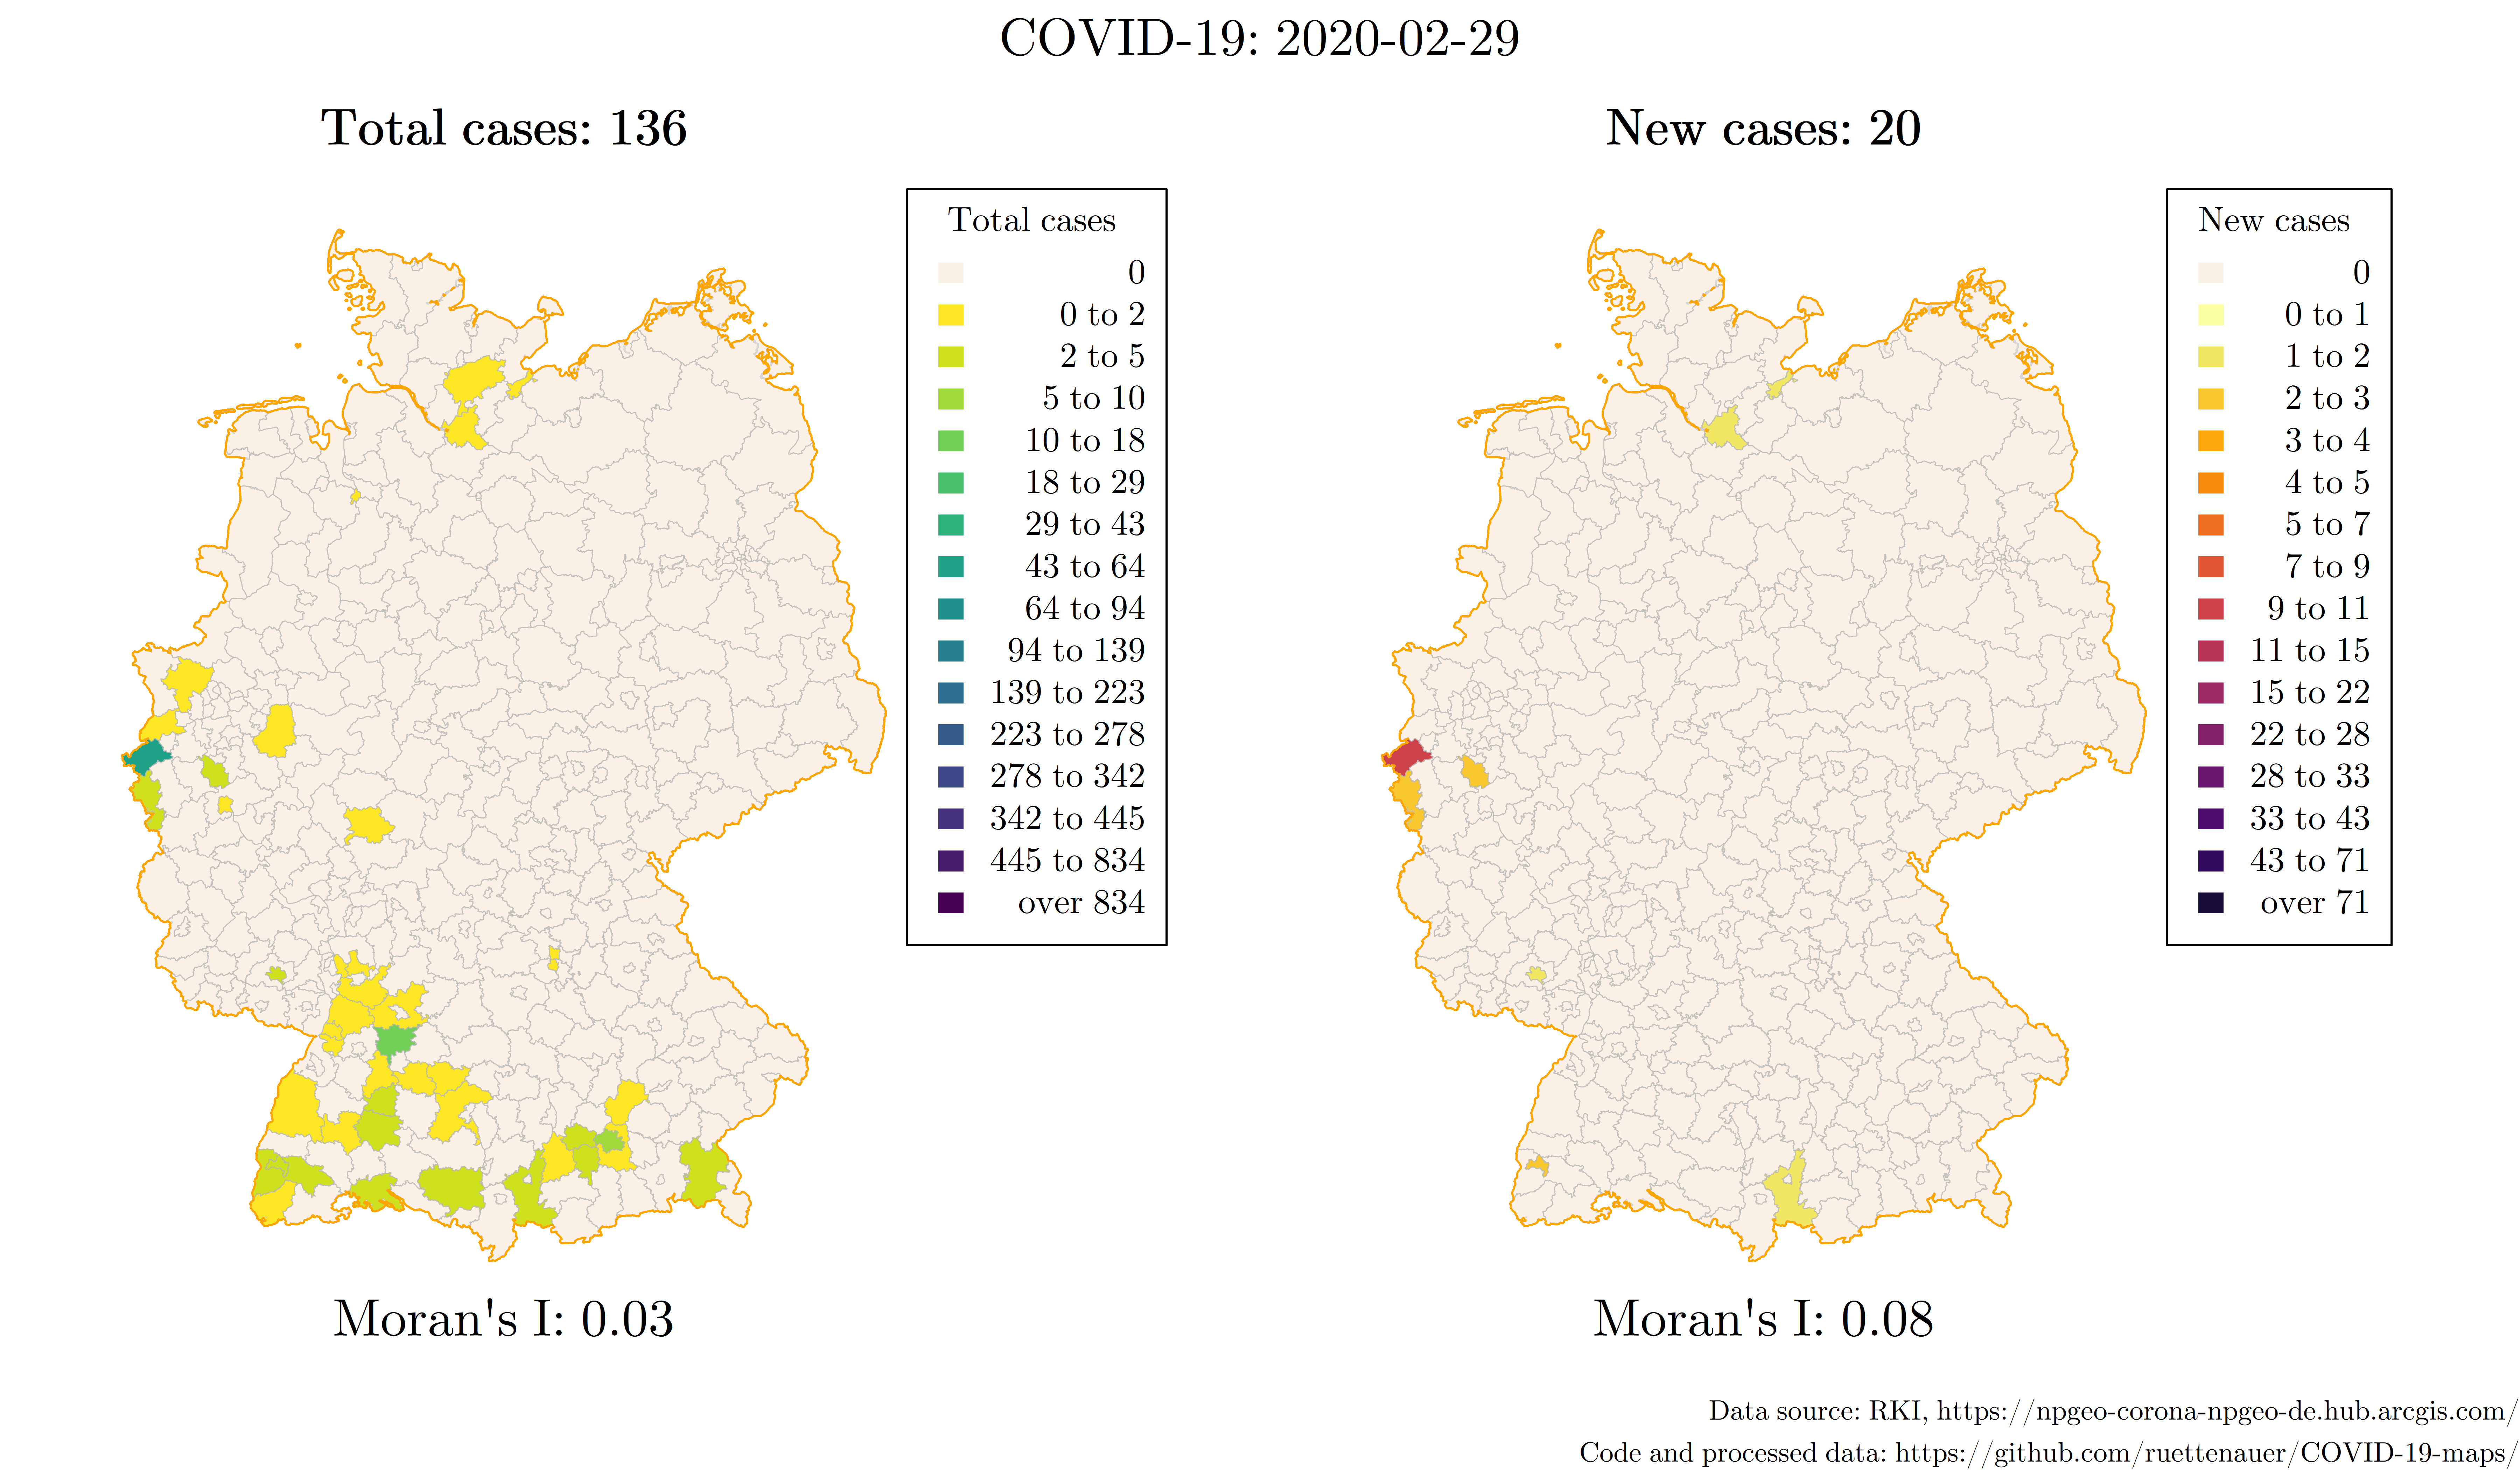 COVID-19: 2020-02-29
Total cases: 136
Total cases
0
0 to 2
2 to 5
5 to 10
10 to 18
18 to 29
29 to 43
43 to 64
64 to 94
94 to 139
139 to 223
223 to 278
278 to 342
342 to 445
445 to 834
over 834
Moran's I: 0.03
New cases: 20
New cases
0
0 to 1
1 to 2
2 to 3
3 to 4
4 to 5
5 to 7
7 to 9
9 to 11
11 to 15
15 to 22
22 to 28
28 to 33
33 to 43
43 to 71
over 71
Moran's I: 0.08
Data source: RKI, https://npgeo-corona-npgeo-de.hub.arcgis.com/
Code and processed data: https://github.com/ruettenauer/COVID-19-maps/